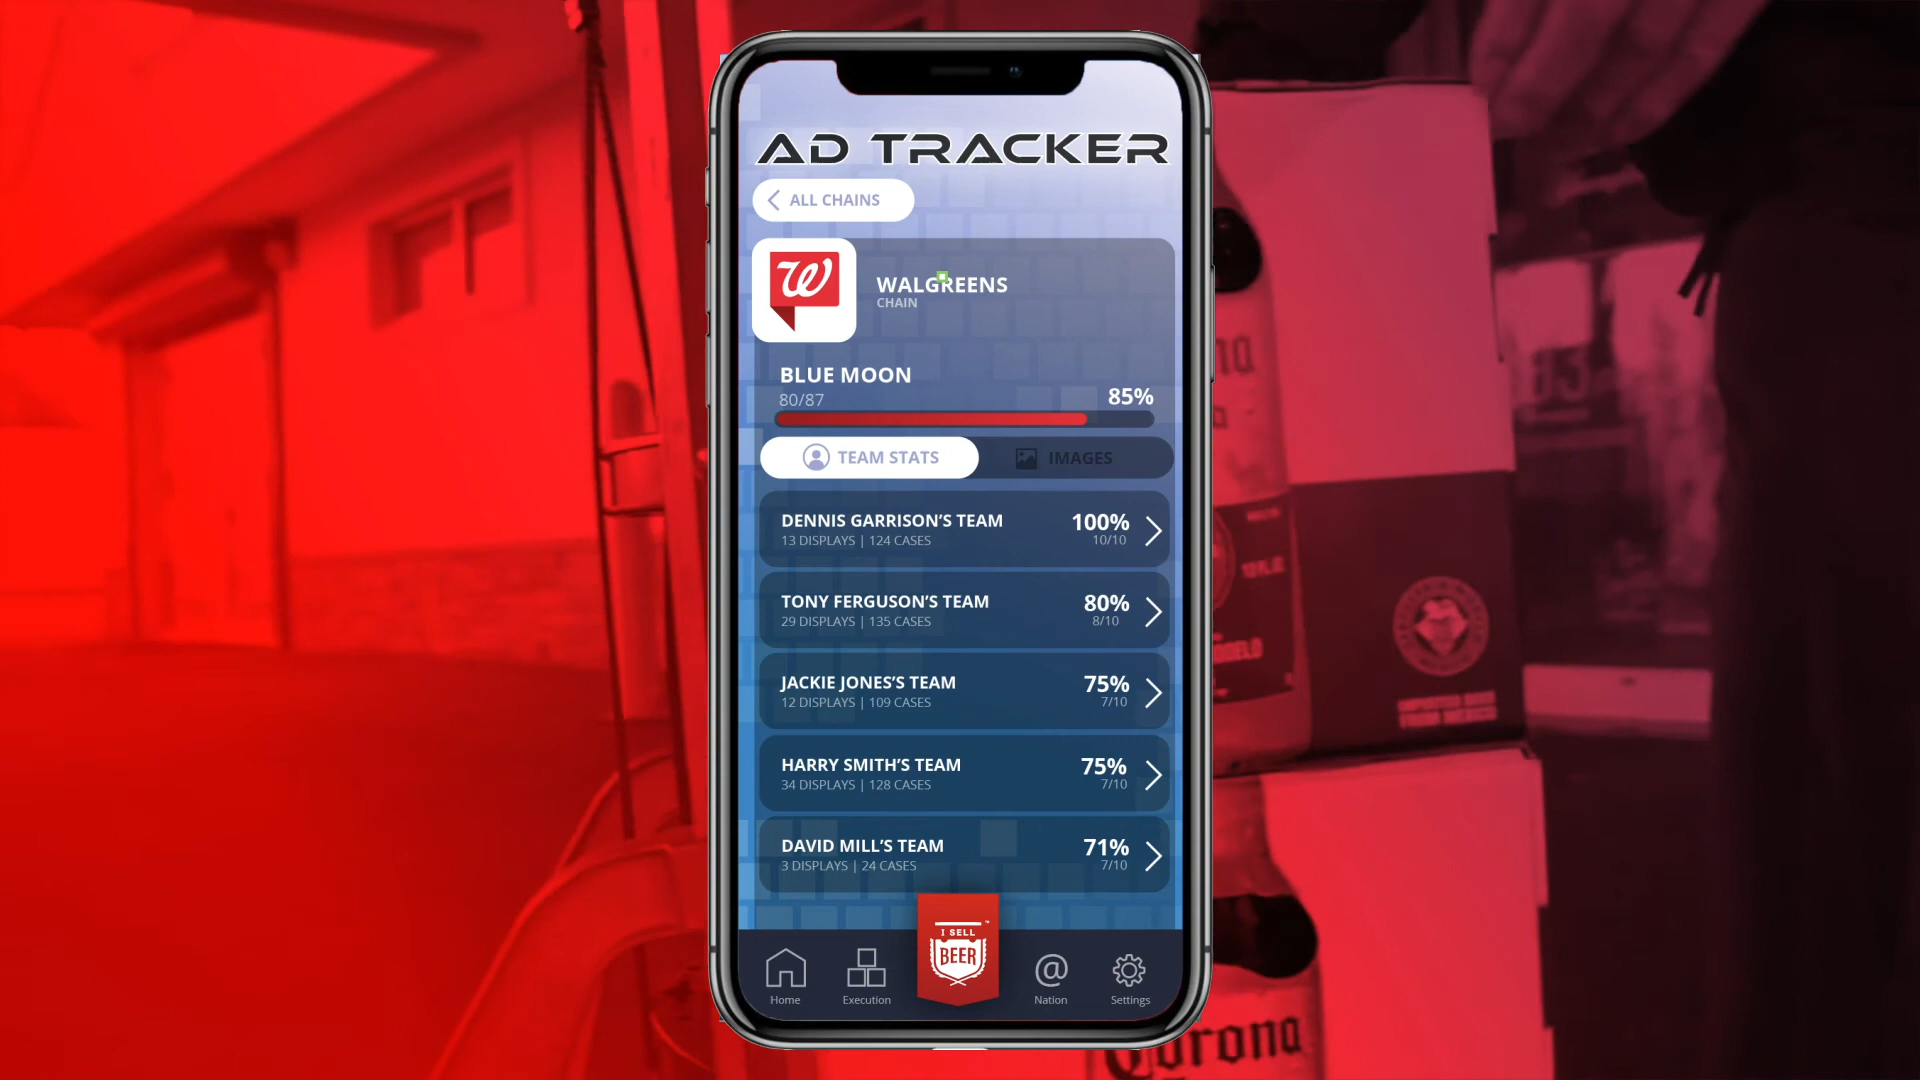 AD TRACKER
ALL CHAINS
WALGREENS
CHAIN
BLUE MOON
80/87
85%
TEAM STATS
IMAGES
DENNIS GARRISON’S TEAM
100%
13 DISPLAYS | 124 CASES
10/10
TONY FERGUSON’S TEAM
80%
29 DISPLAYS | 135 CASES
8/10
JACKIE JONES’S TEAM
75%
12 DISPLAYS | 109 CASES
7/10
HARRY SMITH’S TEAM
75%
34 DISPLAYS | 128 CASES
7/10
DAVID MILL’S TEAM
71%
3 DISPLAYS | 24 CASES
7/10
I SELL
BEER
Home
Execution
Nation
Settings
Corona